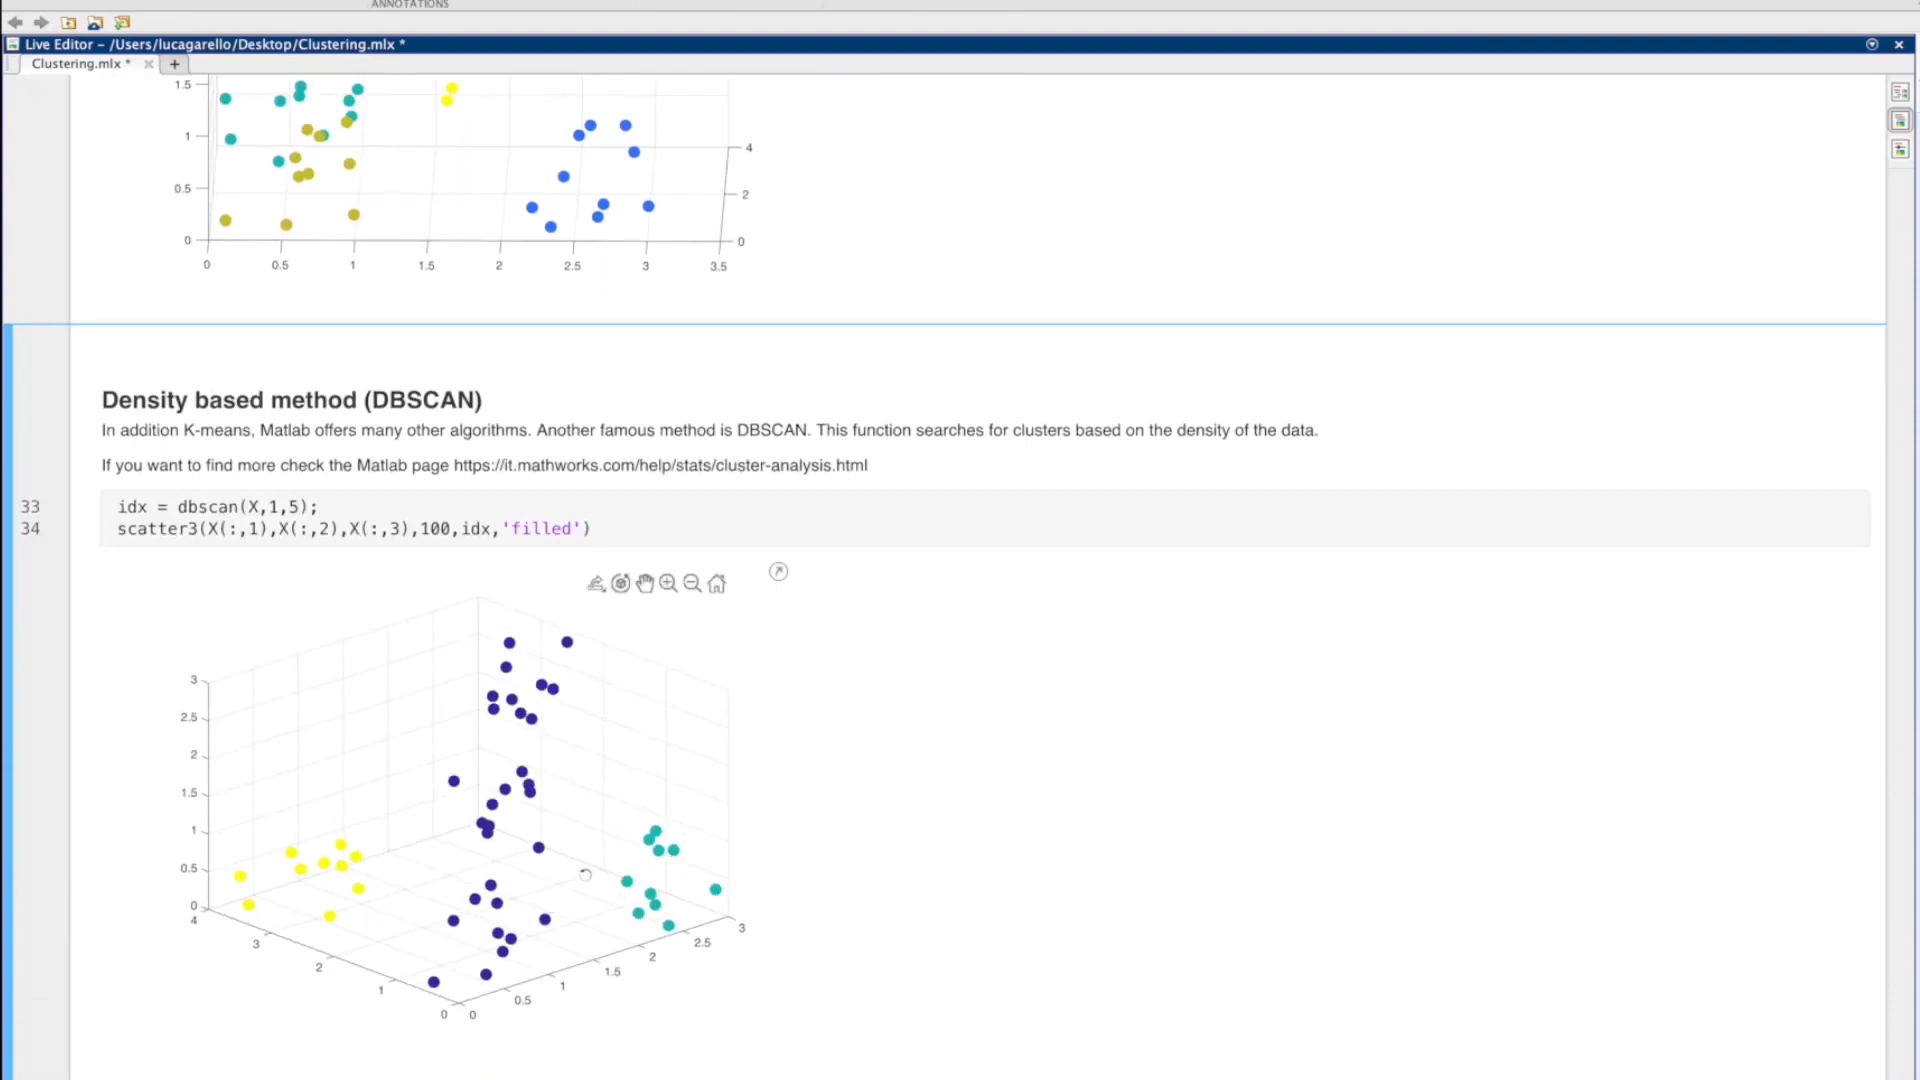 ANNOTATIONS
Live Editor – /Users/lucagarello/Desktop/Clustering.mlx *
Clustering.mlx *
1.5
1
0.5
0
4
2
0
0 0.5 1 1.5 2 2.5 3 3.5
Density based method (DBSCAN)
In addition K-means, Matlab offers many other algorithms. Another famous method is DBSCAN. This function searches for clusters based on the density of the data.
If you want to find more check the Matlab page https://it.mathworks.com/help/stats/cluster-analysis.html
33 idx = dbscan(X,1,5);
34 scatter3(X(:,1),X(:,2),X(:,3),100,idx,'filled')
3
2.5
2
1.5
1
0.5
0
4
3
2
1
0
0
0.5
1
1.5
2
2.5
3